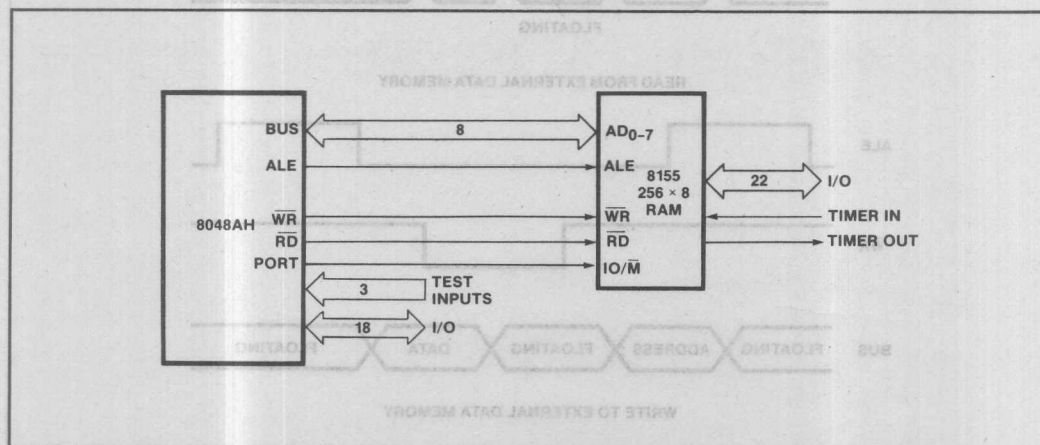 FLOATING
READ FROM EXTERNAL DATA MEMORY
BUS
8
AD0-7
ALE
ALE
ALE
8155
256 × 8
RAM
22
I/O
8048AH
WR
WR
TIMER IN
RD
RD
TIMER OUT
PORT
IO/M
3
TEST
INPUTS
18
I/O
FLOATING
DATA
FLOATING
ADDRESS
FLOATING
BUS
WRITE TO EXTERNAL DATA MEMORY